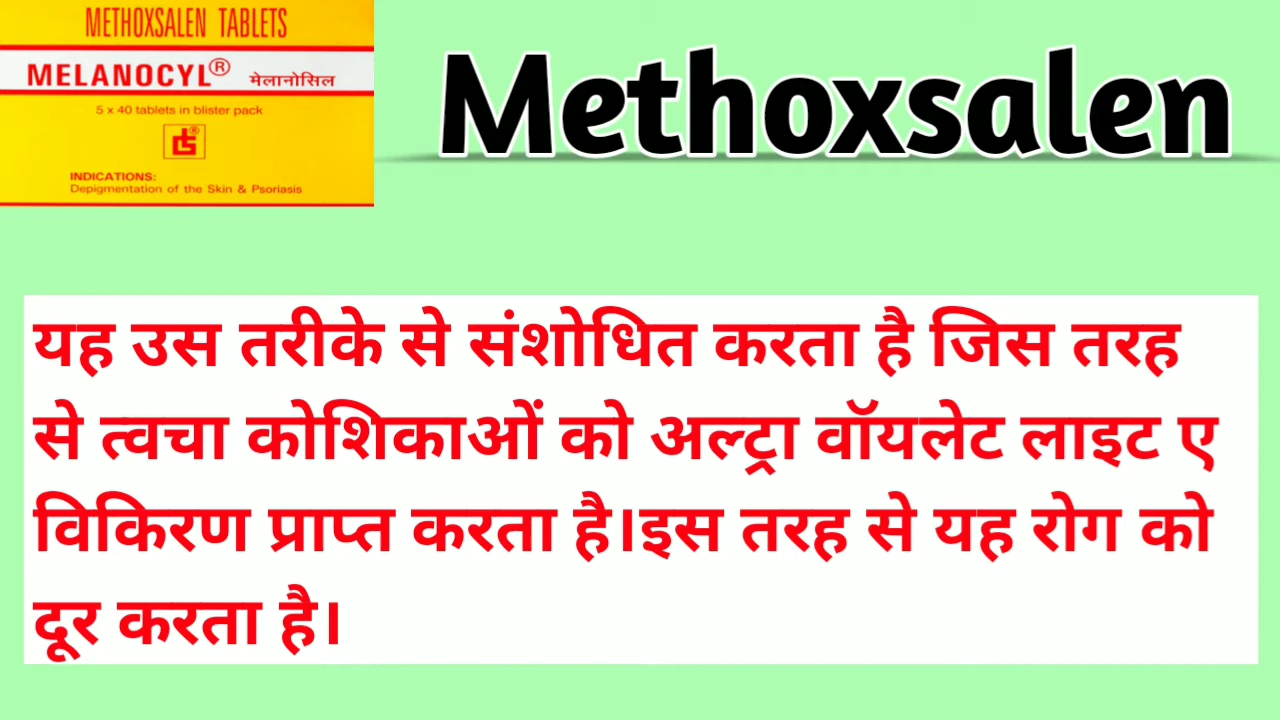 METHOXSALEN TABLETS
MELANOCYL® मेलानोसिल
5 x 40 tablets in blister pack
INDICATIONS:
Depigmentation of the Skin & Psoriasis
Methoxsalen
यह उस तरीके से संशोधित करता है जिस तरह
से त्वचा कोशिकाओं को अल्ट्रा वॉयलेट लाइट ए
विकिरण प्राप्त करता है।इस तरह से यह रोग को
दूर करता है।